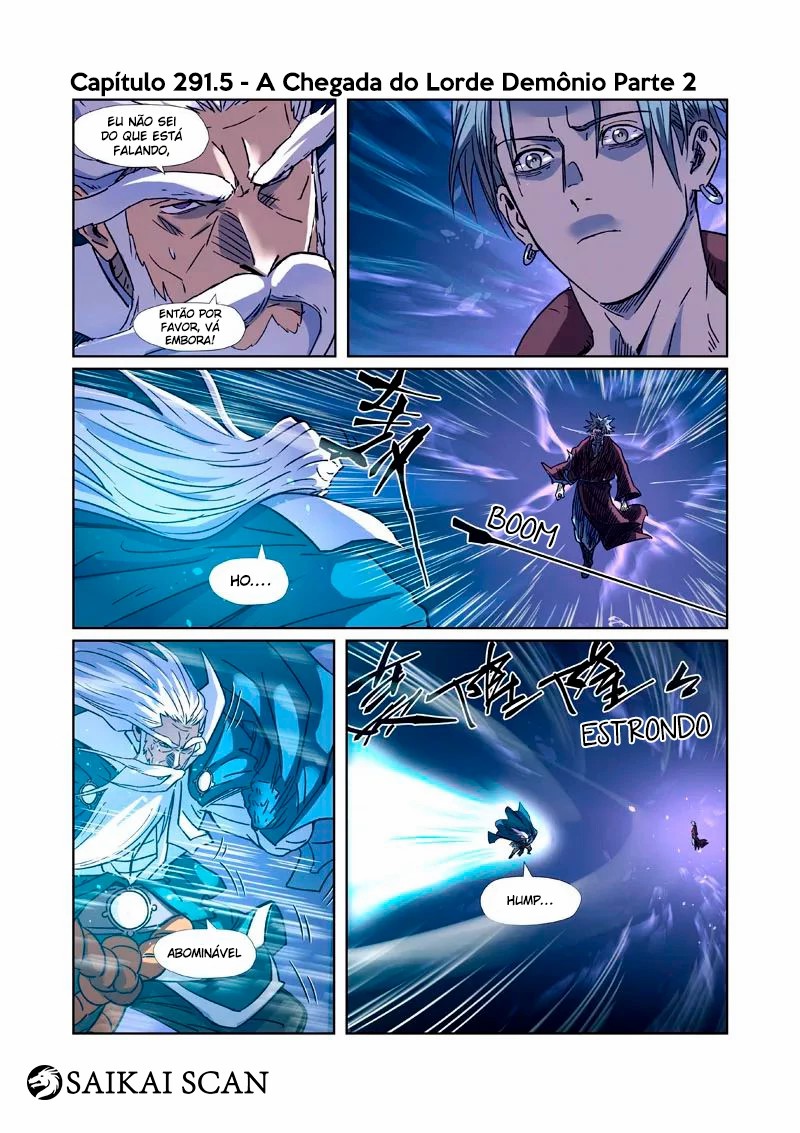 Capítulo 291.5 - A Chegada do Lorde Demônio Parte 2
EU NÃO SEI
DO QUE ESTÁ
FALANDO,
ENTÃO POR
FAVOR, VÁ
EMBORA!
HO....
BOOM
ESTRONDO
HUMP...
ABOMINÁVEL
SAIKAI SCAN